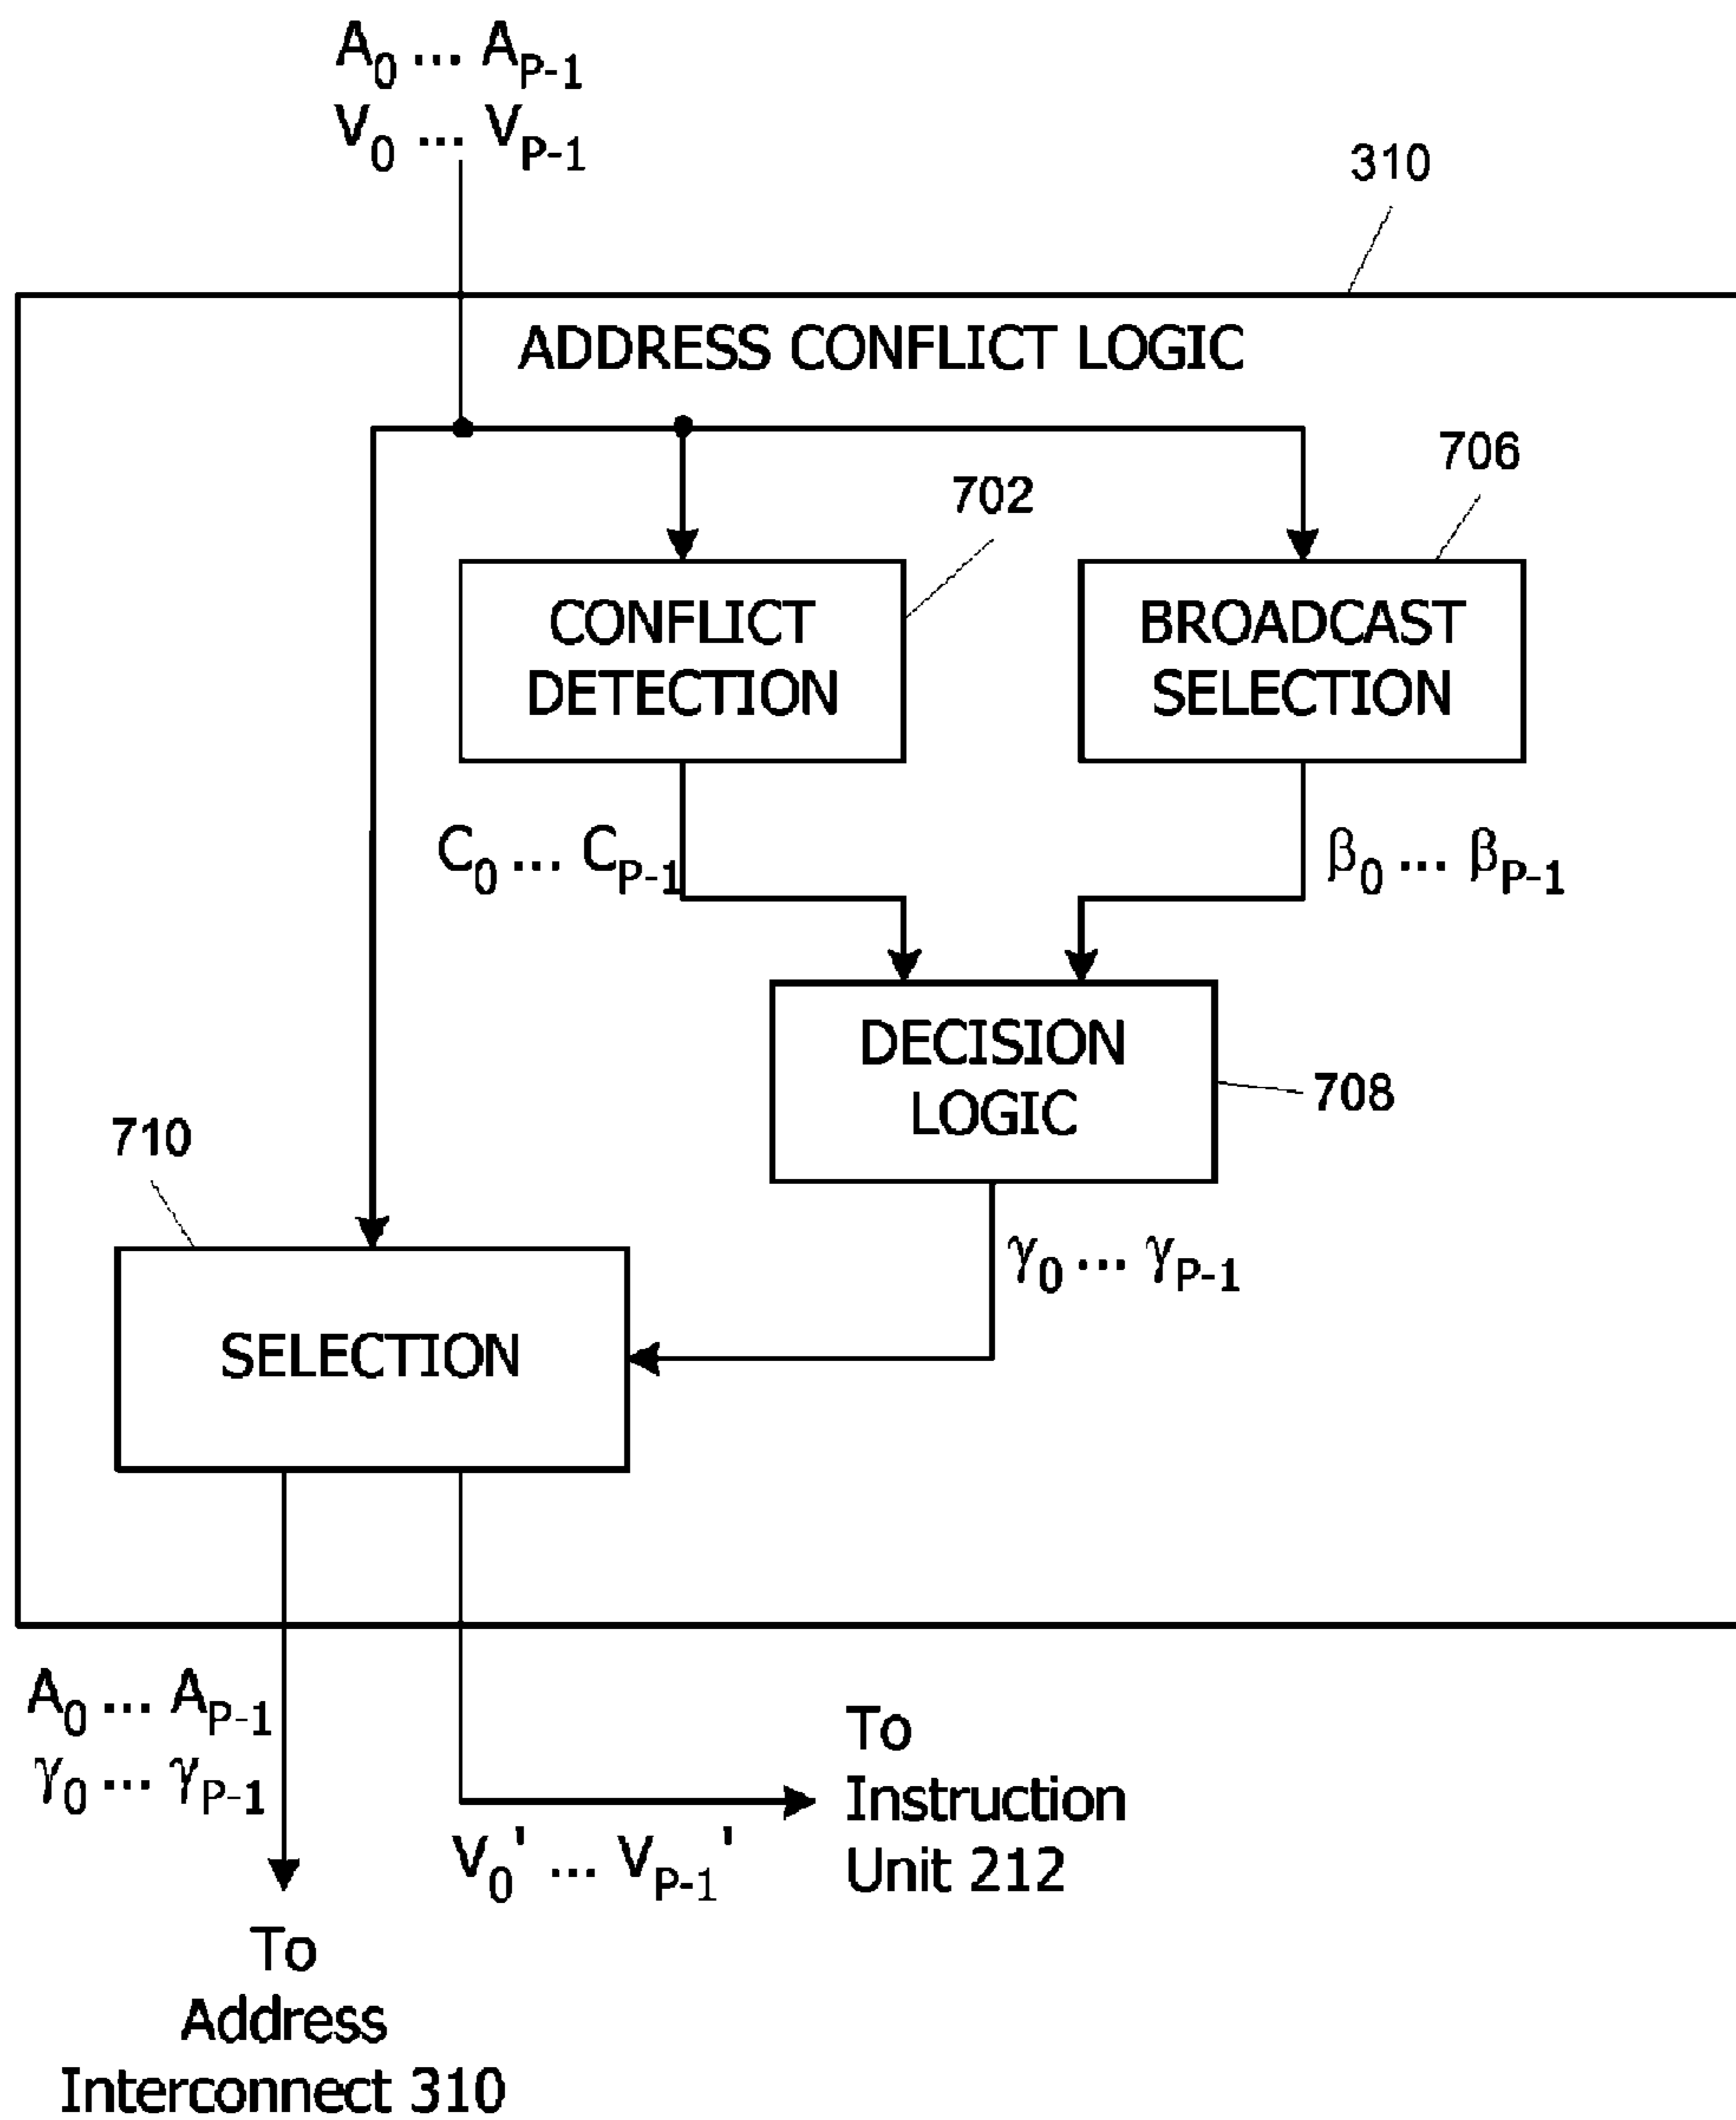 A0 ... AP-1
V0 ... VP-1
310
ADDRESS CONFLICT LOGIC
706
702
CONFLICT
DETECTION
BROADCAST
SELECTION
C0 ... CP-1
β0 ... βP-1
DECISION
LOGIC
708
710
γ0 ... γP-1
SELECTION
A0 ... AP-1
γ0 ... γP-1
To
Instruction
Unit 212
V0' ... VP-1'
To
Address
Interconnect 310